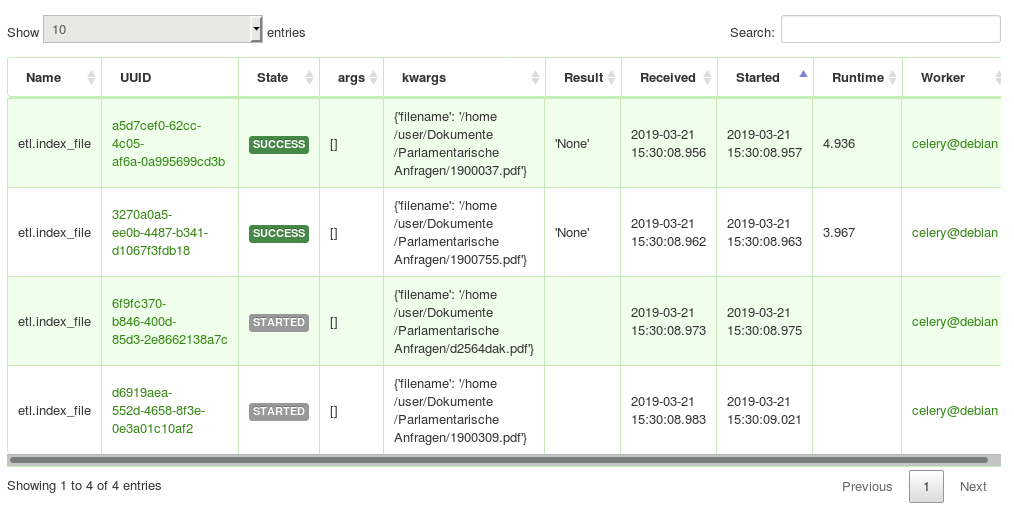 Show 10 entries Search:
Name UUID State args kwargs Result Received Started Runtime Worker
etl.index_file
a5d7cef0-62cc-
4c05-
af6a-0a995699cd3b
SUCCESS
[]
{'filename': '/home
/user/Dokumente
/Parlamentarische
Anfragen/1900037.pdf'}
'None'
2019-03-21
15:30:08.956
2019-03-21
15:30:08.957
4.936
celery@debian
etl.index_file
3270a0a5-
ee0b-4487-b341-
d1067f3fdb18
SUCCESS
[]
{'filename': '/home
/user/Dokumente
/Parlamentarische
Anfragen/1900755.pdf'}
'None'
2019-03-21
15:30:08.962
2019-03-21
15:30:08.963
3.967
celery@debian
etl.index_file
6f9fc370-
b846-400d-
85d3-2e8662138a7c
STARTED
[]
{'filename': '/home
/user/Dokumente
/Parlamentarische
Anfragen/d2564dak.pdf'}
2019-03-21
15:30:08.973
2019-03-21
15:30:08.975
celery@debian
etl.index_file
d6919aea-
552d-4658-8f3e-
0e3a01c10af2
STARTED
[]
{'filename': '/home
/user/Dokumente
/Parlamentarische
Anfragen/1900309.pdf'}
2019-03-21
15:30:08.983
2019-03-21
15:30:09.021
celery@debian
Showing 1 to 4 of 4 entries Previous 1 Next